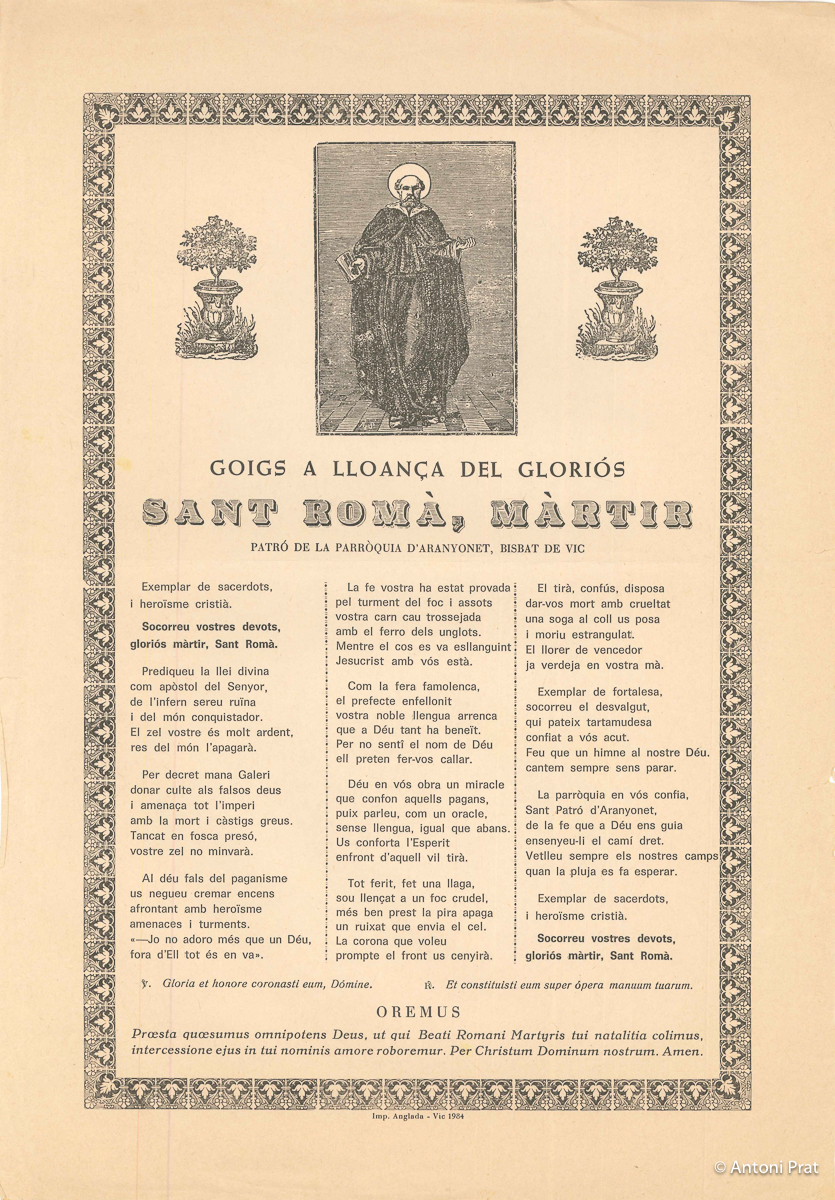 GOIGS A LLOANÇA DEL GLORIÓS
SANT ROMÀ, MÀRTIR
PATRÓ DE LA PARRÒQUIA D'ARANYONET, BISBAT DE VIC
Exemplar de sacerdots,
i heroïsme cristià.
Socorreu vostres devots,
gloriós màrtir, Sant Romà.
Prediqueu la llei divina
com apòstol del Senyor,
de l'infern sereu ruïna
i del món conquistador.
El zel vostre és molt ardent,
res del món l'apagarà.
Per decret mana Galeri
donar culte als falsos deus
i amenaça tot l'imperi
amb la mort i càstigs greus.
Tancat en fosca presó,
vostre zel no minvarà.
Al déu fals del paganisme
us negueu cremar encens
afrontant amb heroïsme
amenaces i turments.
«—Jo no adoro més que un Déu,
fora d'Ell tot és en va».
La fe vostra ha estat provada
pel turment del foc i assots
vostra carn cau trossejada
amb el ferro dels unglots.
Mentre el cos es va esllanguint
Jesucrist amb vós està.
Com la fera famolenca,
el prefecte enfellonit
vostra noble llengua arrenca
que a Déu tant ha beneït.
Per no sentî el nom de Déu
ell preten fer-vos callar.
Déu en vós obra un miracle
que confon aquells pagans,
puix parleu, com un oracle,
sense llengua, igual que abans.
Us conforta l'Esperit
enfront d'aquell vil tirà.
Tot ferit, fet una llaga,
sou llençat a un foc crudel,
més ben prest la pira apaga
un ruixat que envia el cel.
La corona que voleu
prompte el front us cenyirà.
El tirà, confús, disposa
dar-vos mort amb crueltat
una soga al coll us posa
i moriu estrangulat.
El llorer de vencedor
ja verdeja en vostra mà.
Exemplar de fortalesa,
socorreu el desvalgut,
qui pateix tartamudesa
confiat a vós acut.
Feu que un himne al nostre Déu.
cantem sempre sens parar.
La parròquia en vós confia,
Sant Patró d'Aranyonet,
de la fe que a Déu ens guia
ensenyeu-li el camí dret.
Vetlleu sempre els nostres camps
quan la pluja es fa esperar.
Exemplar de sacerdots,
i heroïsme cristià.
Socorreu vostres devots,
gloriós màrtir, Sant Romà.
℣. Gloria et honore coronasti eum, Dómine. ℟. Et constituísti eum super ópera manuum tuarum.
OREMUS
Præsta quæsumus omnipotens Deus, ut qui Beati Romani Martyris tui natalitia colimus,
intercessione ejus in tui nominis amore roboremur. Per Christum Dominum nostrum. Amen.
Imp. Anglada - Vic 1984
© Antoni Prat